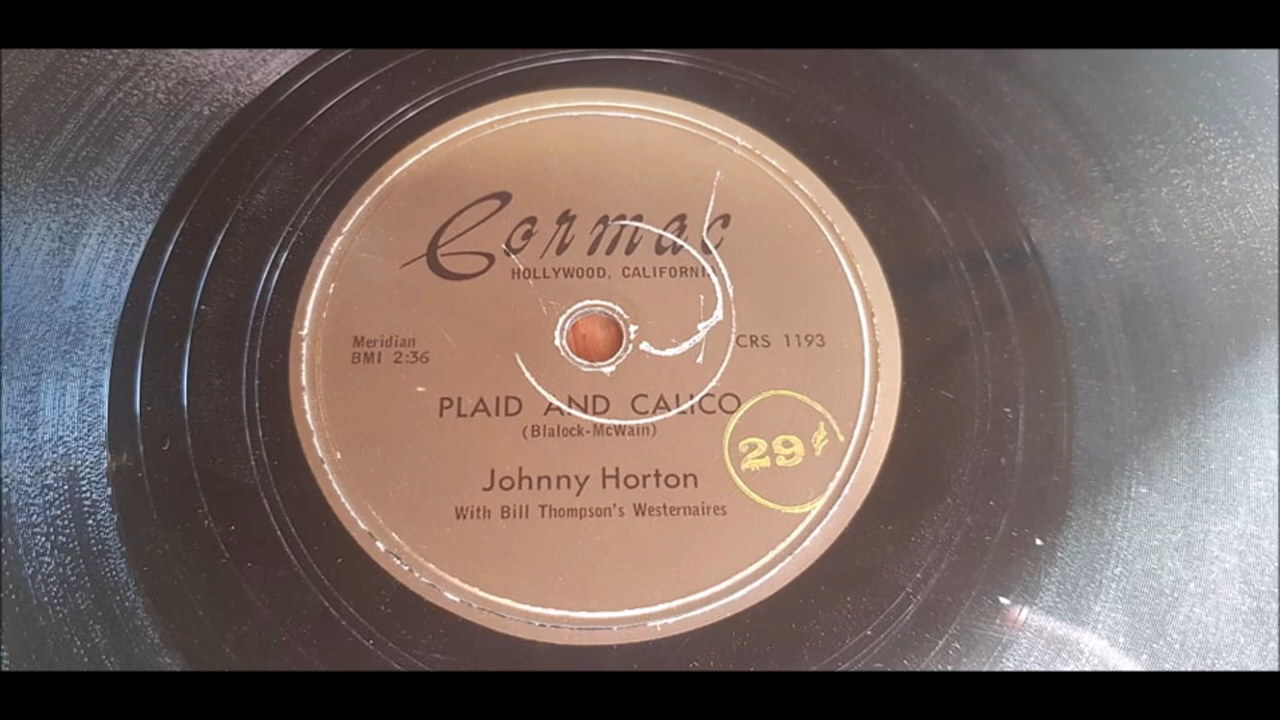 Cormac
HOLLYWOOD, CALIFORNIA
Meridian
BMI 2:36
CRS 1193
PLAID AND CALICO
(Blalock-McWain)
29¢
Johnny Horton
With Bill Thompson's Westernaires